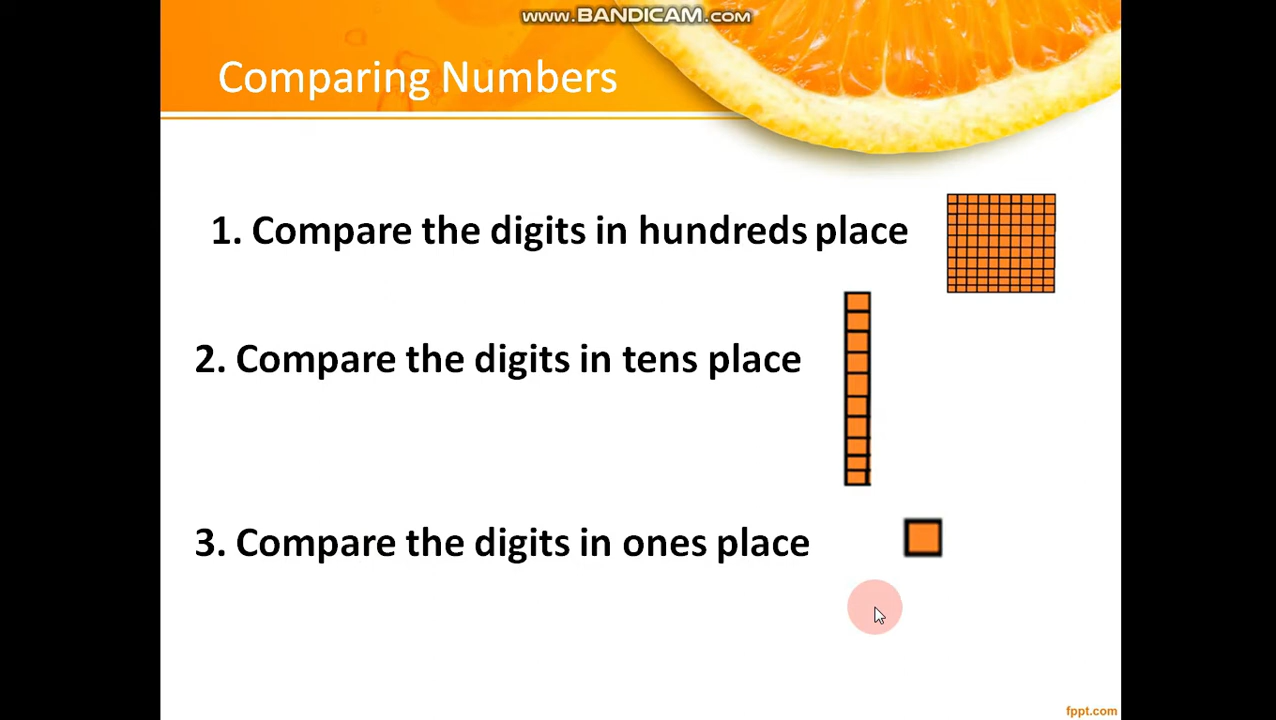 www.BANDICAM.com
Comparing Numbers
1. Compare the digits in hundreds place
2. Compare the digits in tens place
3. Compare the digits in ones place
fppt.com